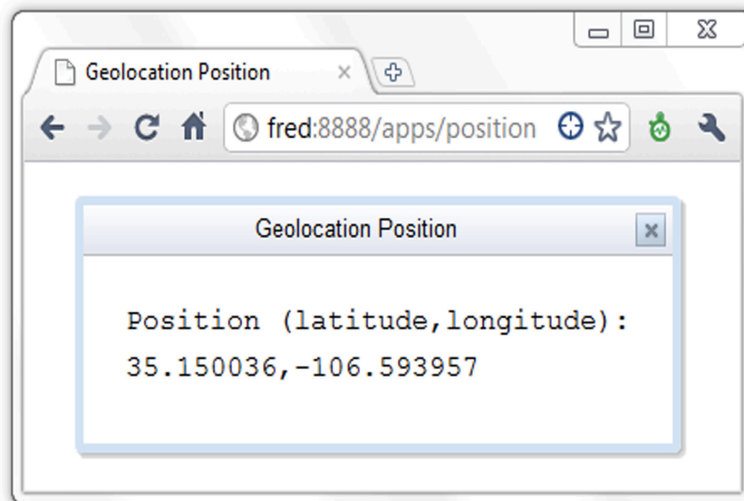 Geolocation Position
fred:8888/apps/position
Geolocation Position
Position (latitude,longitude):
35.150036,-106.593957